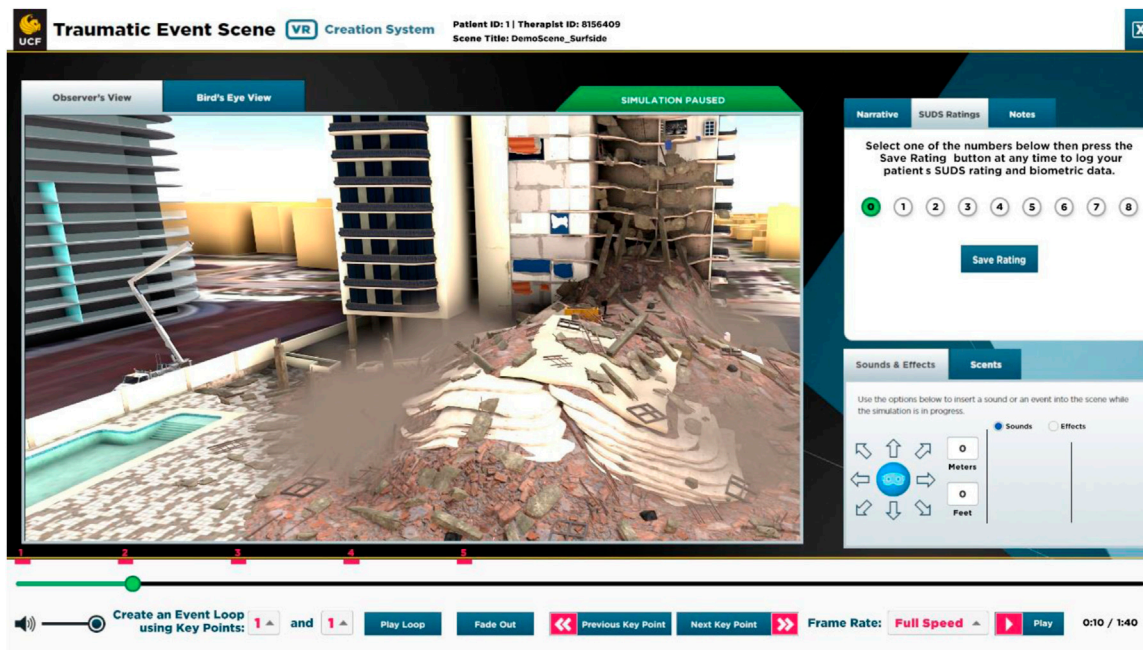 UCF
Traumatic Event Scene VR Creation System
Patient ID: 1 | Therapist ID: 8156409
Scene Title: DemoScene_Surfside
X
Observer's View
Bird's Eye View
SIMULATION PAUSED
Narrative
SUDS Ratings
Notes
Select one of the numbers below then press the
Save Rating button at any time to log your
patient s SUDS rating and biometric data.
0 1 2 3 4 5 6 7 8
Save Rating
Sounds & Effects
Scents
Use the options below to insert a sound or an event into the scene while
the simulation is in progress.
Sounds
Effects
0
Meters
0
Feet
1 2 3 4 5
Create an Event Loop
using Key Points:
1 and 1
Play Loop
Fade Out
Previous Key Point
Next Key Point
Frame Rate: Full Speed
Play
0:10 / 1:40